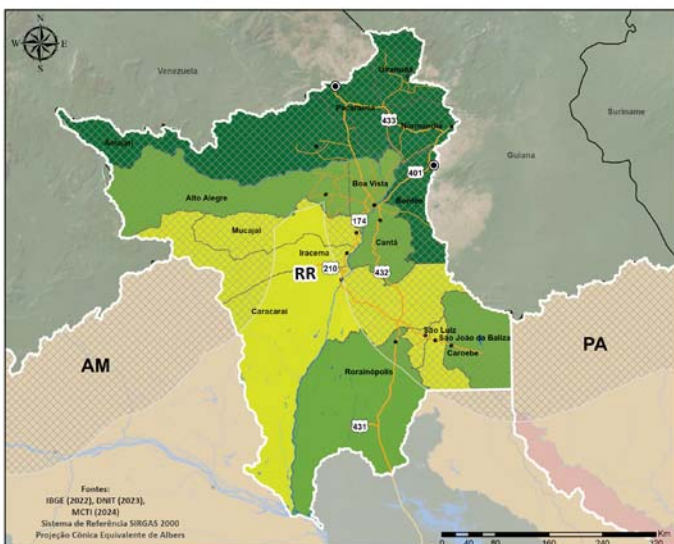 N
W
E
S
Venezuela
Uiramutã
Pacaraima
433
Normandia
Suriname
Amajari
Guiana
401
Boa Vista
Alto Alegre
Bonfim
174
Mucajaí
Cantá
Iracema
RR
210
432
Caracaraí
São Luiz
São João da Baliza
AM
PA
Caroebe
Rorainópolis
431
Fontes:
IBGE (2022), DNIT (2023),
MCTI (2024)
Sistema de Referência SIRGAS 2000
Projeção Cônica Equivalente de Albers
Km
0 40 80 160 240 320